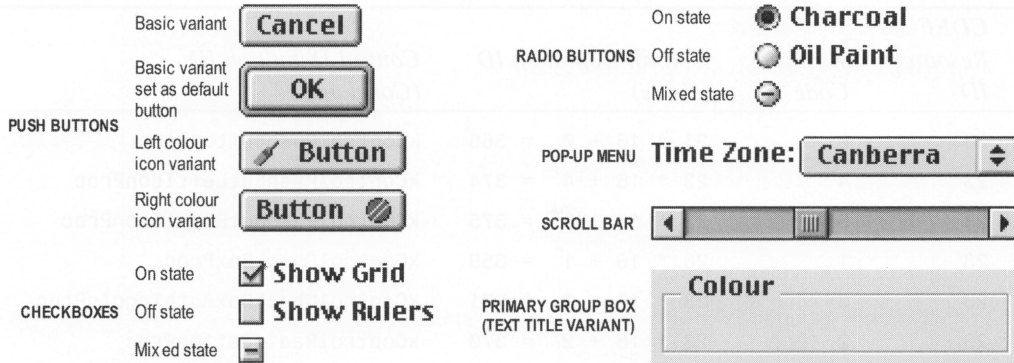 Basic variant
Cancel
Basic variant
set as default
button
OK
PUSH BUTTONS
Left colour
icon variant
Button
Right colour
icon variant
Button
On state
Show Grid
CHECKBOXES
Off state
Show Rulers
Mixed state
On state
Charcoal
RADIO BUTTONS
Off state
Oil Paint
Mixed state
POP-UP MENU
Time Zone:
Canberra
SCROLL BAR
PRIMARY GROUP BOX
(TEXT TITLE VARIANT)
Colour